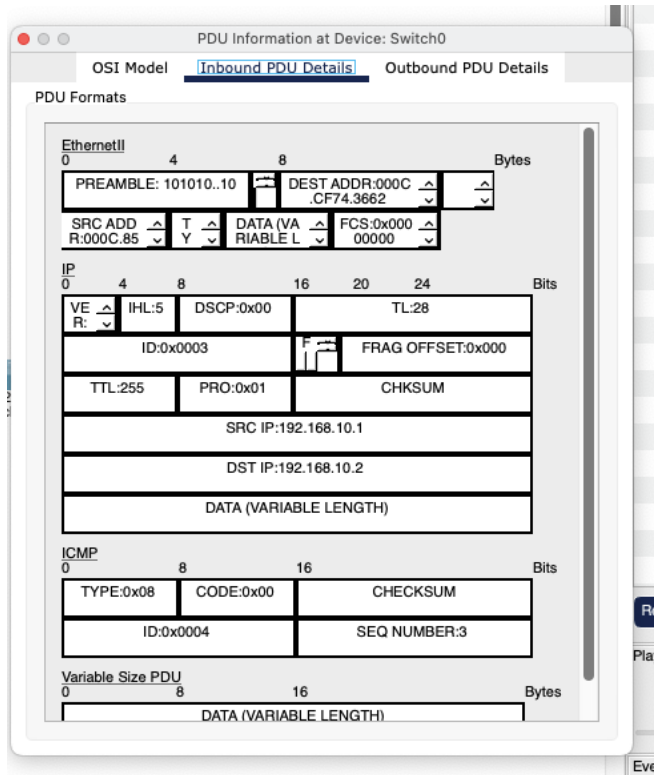 PDU Information at Device: Switch0
OSI Model Inbound PDU Details Outbound PDU Details
PDU Formats
EthernetII
0 4 8 Bytes
PREAMBLE: 101010..10 DEST ADDR:000C
.CF74.3662
SRC ADD T DATA (VA FCS:0x000
R:000C.85 Y RIABLE L 00000
IP
0 4 8 16 20 24 Bits
VE IHL:5 DSCP:0x00 TL:28
R:
ID:0x0003 F FRAG OFFSET:0x000
TTL:255 PRO:0x01 CHKSUM
SRC IP:192.168.10.1
DST IP:192.168.10.2
DATA (VARIABLE LENGTH)
ICMP
0 8 16 Bits
TYPE:0x08 CODE:0x00 CHECKSUM
ID:0x0004 SEQ NUMBER:3
Variable Size PDU
0 8 16 Bytes
DATA (VARIABLE LENGTH)
Re
Pla
Eve